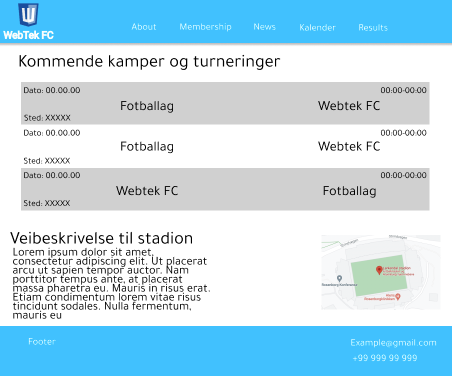 WebTek FC
About Membership News Kalender Results
Kommende kamper og turneringer
Dato: 00.00.00 00:00-00:00
Fotballag Webtek FC
Sted: XXXXX
Dato: 00.00.00 00:00-00:00
Fotballag Webtek FC
Sted: XXXXX
Dato: 00.00.00 00:00-00:00
Webtek FC Fotballag
Sted: XXXXX
Veibeskrivelse til stadion
Lorem ipsum dolor sit amet,
consectetur adipiscing elit. Ut placerat
arcu ut sapien tempor auctor. Nam
porttitor tempus ante, at placerat
massa pharetra eu. Mauris in risus erat.
Etiam condimentum lorem vitae risus
tincidunt sodales. Nulla fermentum,
mauris eu
Footer
Example@gmail.com
+99 999 99 999